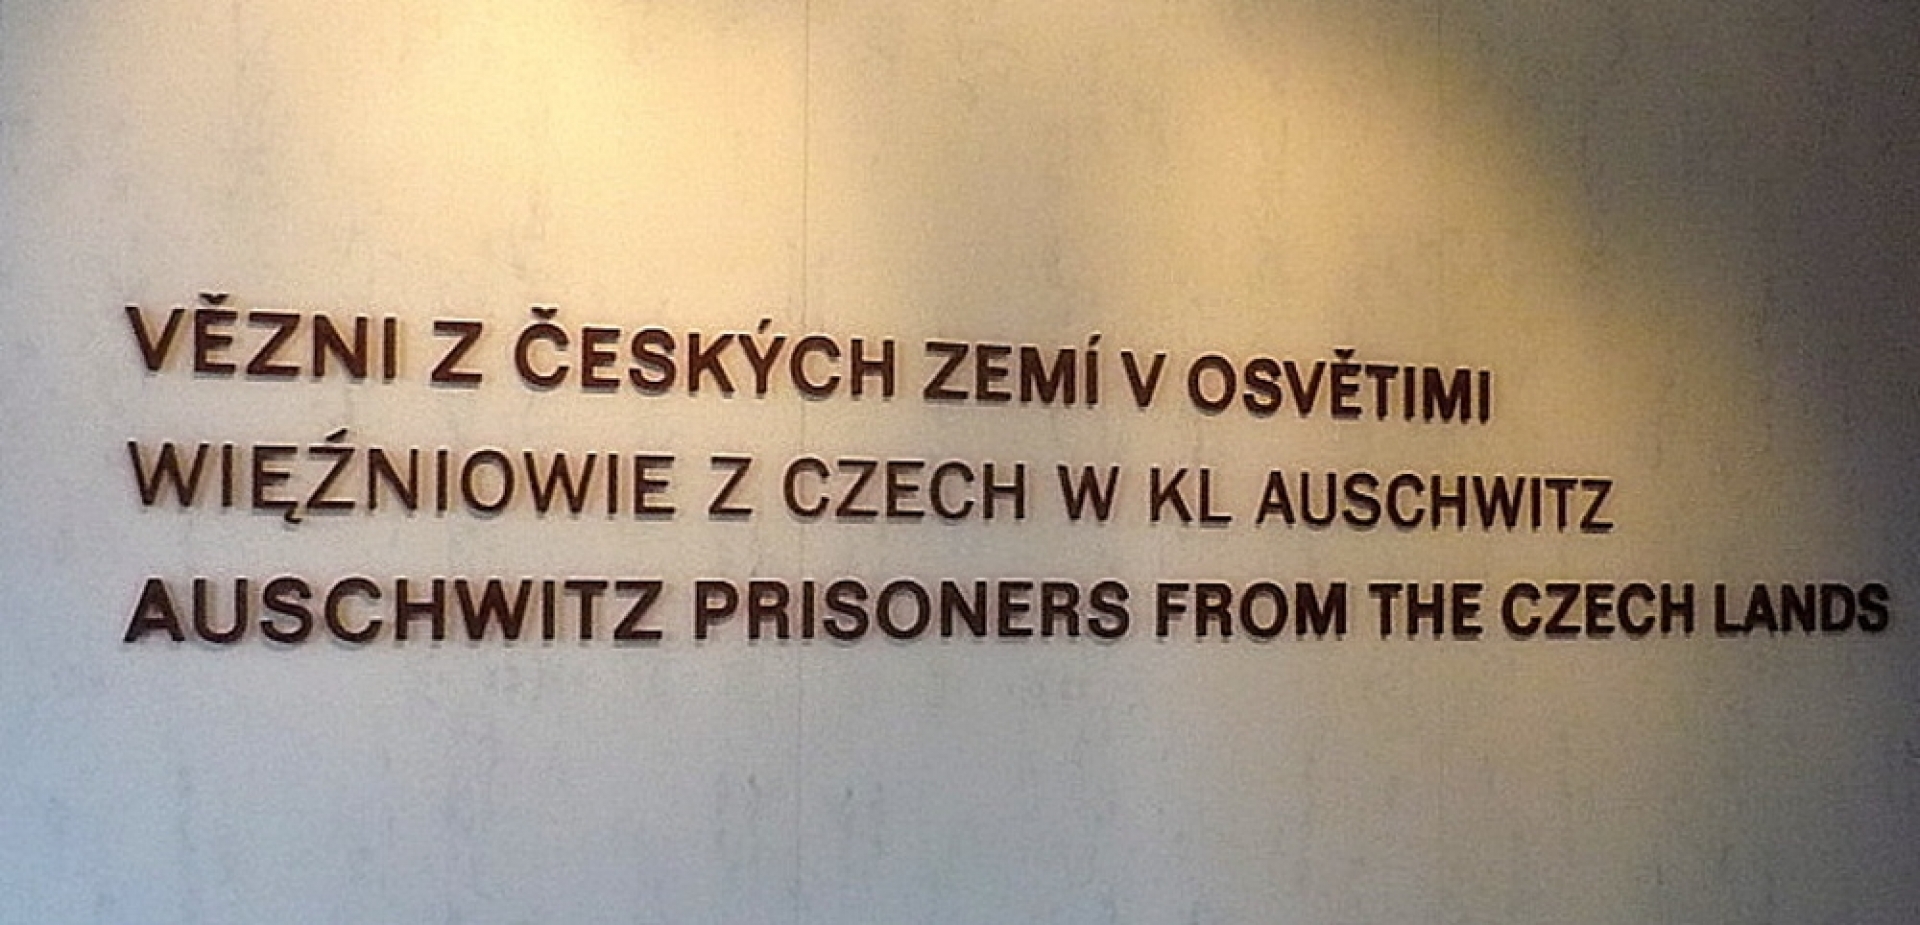 VĚZNI Z ČESKÝCH ZEMÍ V OSVĚTIMI
WIĘŹNIOWIE Z CZECH W KL AUSCHWITZ
AUSCHWITZ PRISONERS FROM THE CZECH LANDS